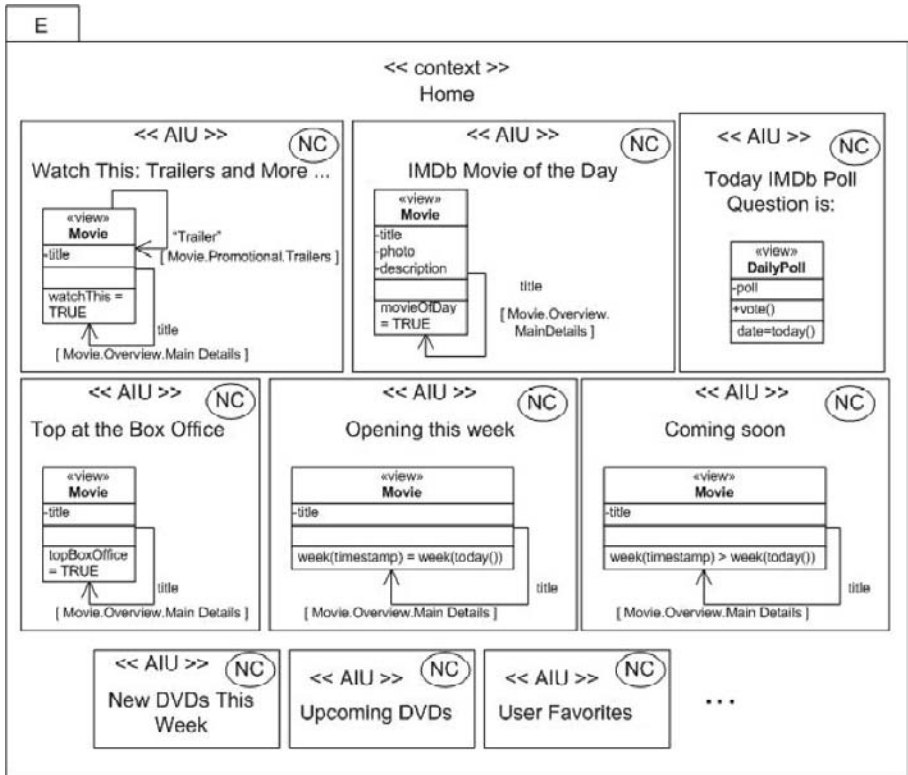 E
<< context >>
Home
<< AIU >>
NC
Watch This: Trailers and More ...
«view»
Movie
-title
watchThis =
TRUE
"Trailer"
[ Movie.Promotional.Trailers ]
title
[ Movie.Overview.Main Details ]
<< AIU >>
NC
IMDb Movie of the Day
«view»
Movie
-title
-photo
-description
movieOfDay
= TRUE
title
[ Movie.Overview.
MainDetails ]
<< AIU >>
NC
Today IMDb Poll
Question is:
«view»
DailyPoll
-poll
+vote()
date=today()
<< AIU >>
NC
Top at the Box Office
«view»
Movie
-title
topBoxOffice
= TRUE
title
[ Movie.Overview.Main Details ]
<< AIU >>
NC
Opening this week
«view»
Movie
-title
week(timestamp) = week(today())
title
[ Movie.Overview.Main Details ]
<< AIU >>
NC
Coming soon
«view»
Movie
-title
week(timestamp) > week(today())
title
[ Movie.Overview.Main Details ]
<< AIU >>
NC
New DVDs This
Week
<< AIU >>
NC
Upcoming DVDs
<< AIU >>
NC
User Favorites
...